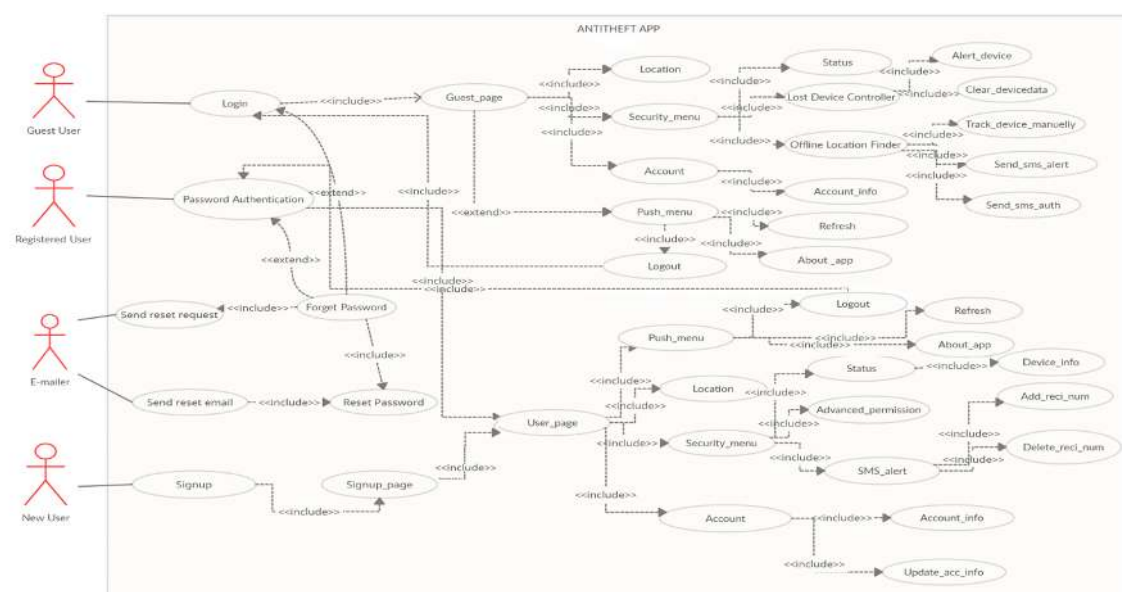 ANTITHEFT APP
Guest User
Registered User
E-mailer
New User
Login
<<include>>
Guest_page
Location
<<include>>
<<include>>
<<include>>
Security_menu
Account
Status
<<include>>
<<include>>
<<include>>
Lost Device Controller
Offline Location Finder
Alert_device
<<include>>
Clear_devicedata
Track_device_manuelly
<<include>>
<<include>>
Send_sms_alert
Send_sms_auth
<<include>>
Account_info
Password Authentication
<<extend>>
<<include>>
<<extend>>
Push_menu
<<include>>
Refresh
<<include>>
<<include>>
About _app
Logout
<<extend>>
<<include>>
<<include>>
Send reset request
<<include>>
Forget Password
<<include>>
Send reset email
<<include>>
Reset Password
Signup
<<include>>
Signup_page
<<include>>
User_page
<<include>>
Push_menu
<<include>>
Logout
<<include>>
Refresh
<<include>>
About_app
<<include>>
Location
<<include>>
Security_menu
<<include>>
Status
<<include>>
Device_info
<<include>>
Advanced_permission
<<include>>
SMS_alert
<<include>>
Add_reci_num
<<include>>
Delete_reci_num
<<include>>
Account
<<include>>
Account_info
<<include>>
Update_acc_info